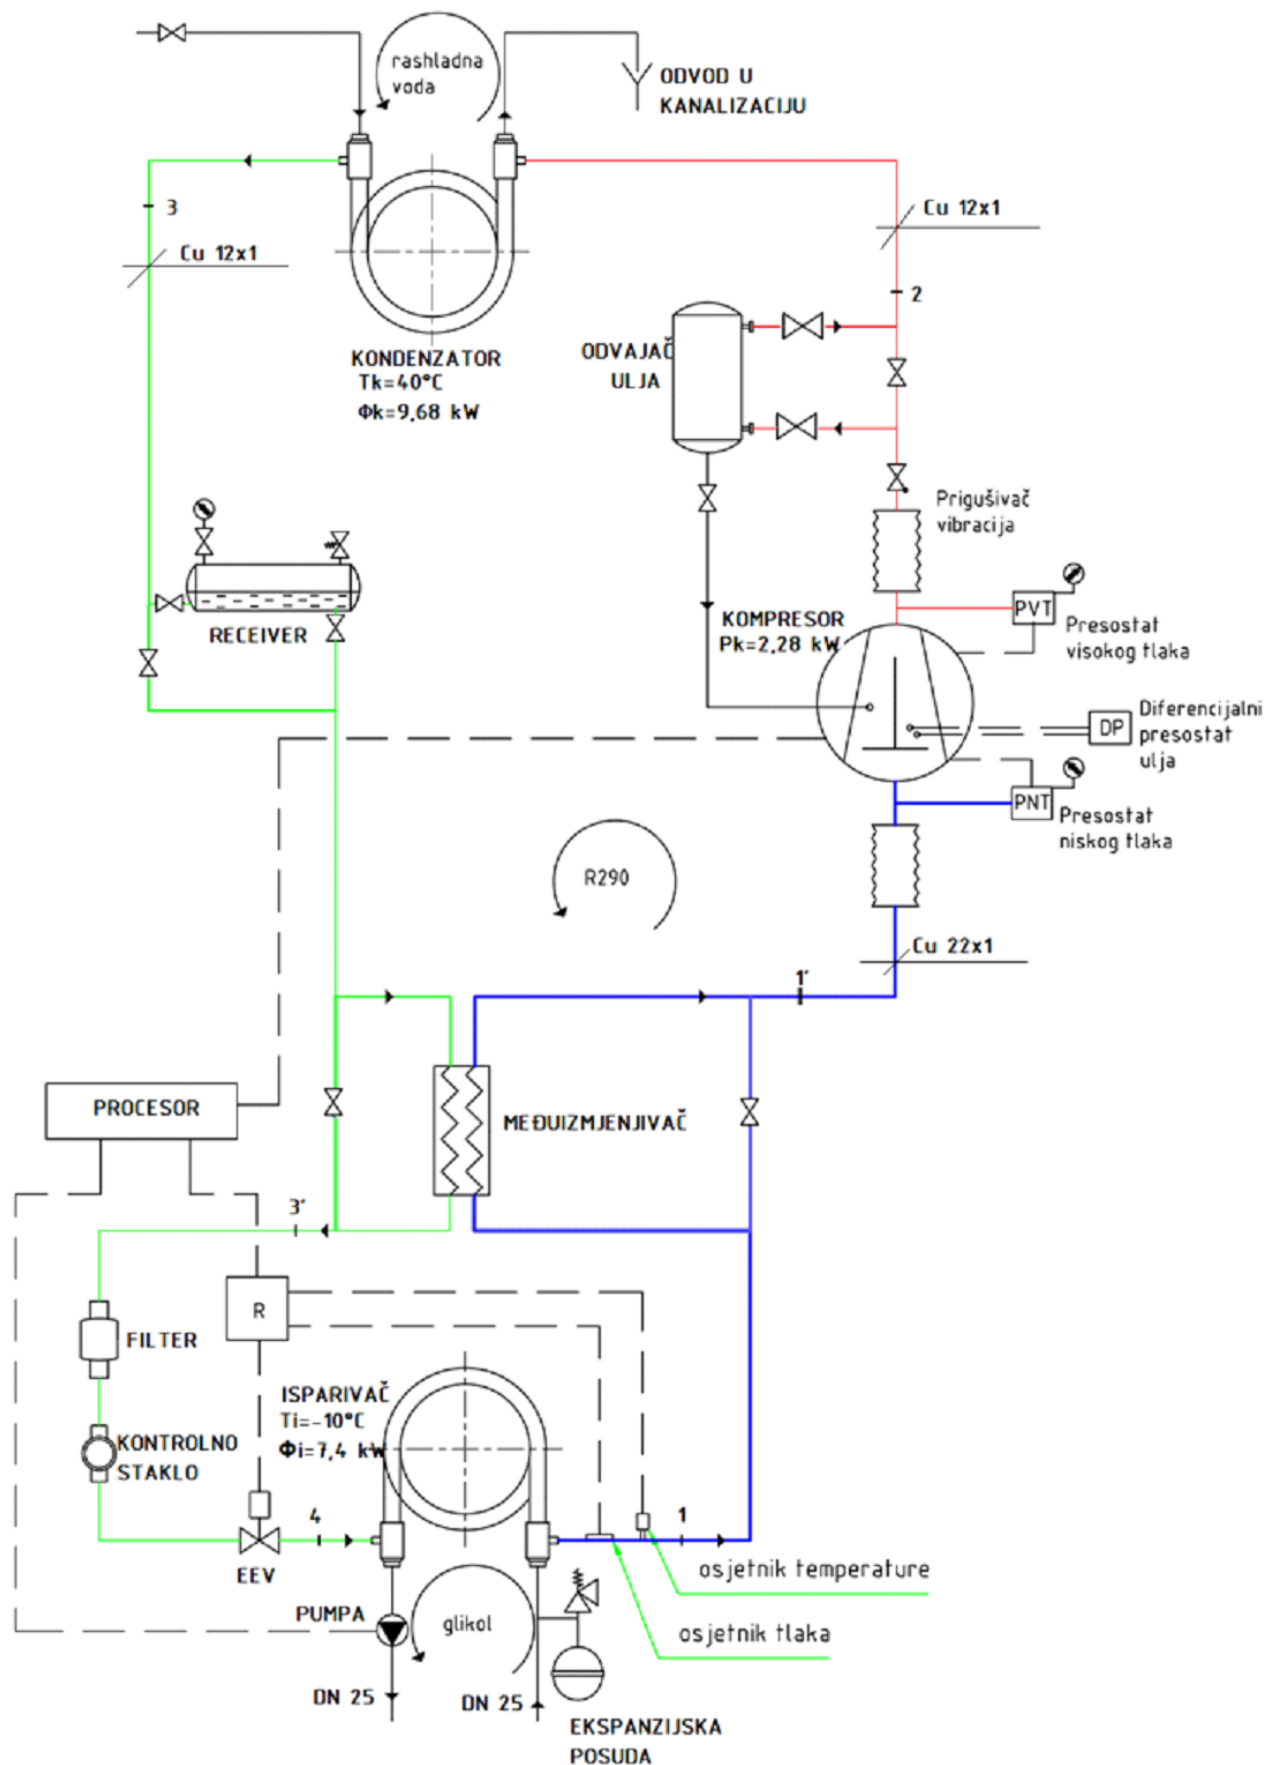 rashladna
voda
ODVOD U
KANALIZACIJU
3
Cu 12x1
Cu 12x1
2
KONDENZATOR
Tk=40°C
Φk=9,68 kW
ODVAJAČ
ULJA
Prigušivač
vibracija
RECEIVER
KOMPRESOR
Pk=2,28 kW
PVT
Presostat
visokog tlaka
DP
Diferencijalni
presostat
ulja
PNT
Presostat
niskog tlaka
R290
Cu 22x1
1'
PROCESOR
MEĐUIZMJENJIVAČ
3'
R
FILTER
ISPARIVAČ
Ti=-10°C
Φi=7,4 kW
KONTROLNO
STAKLO
4
1
EEV
osjetnik temperature
PUMPA
glikol
osjetnik tlaka
DN 25
DN 25
EKSPANZIJSKA
POSUDA